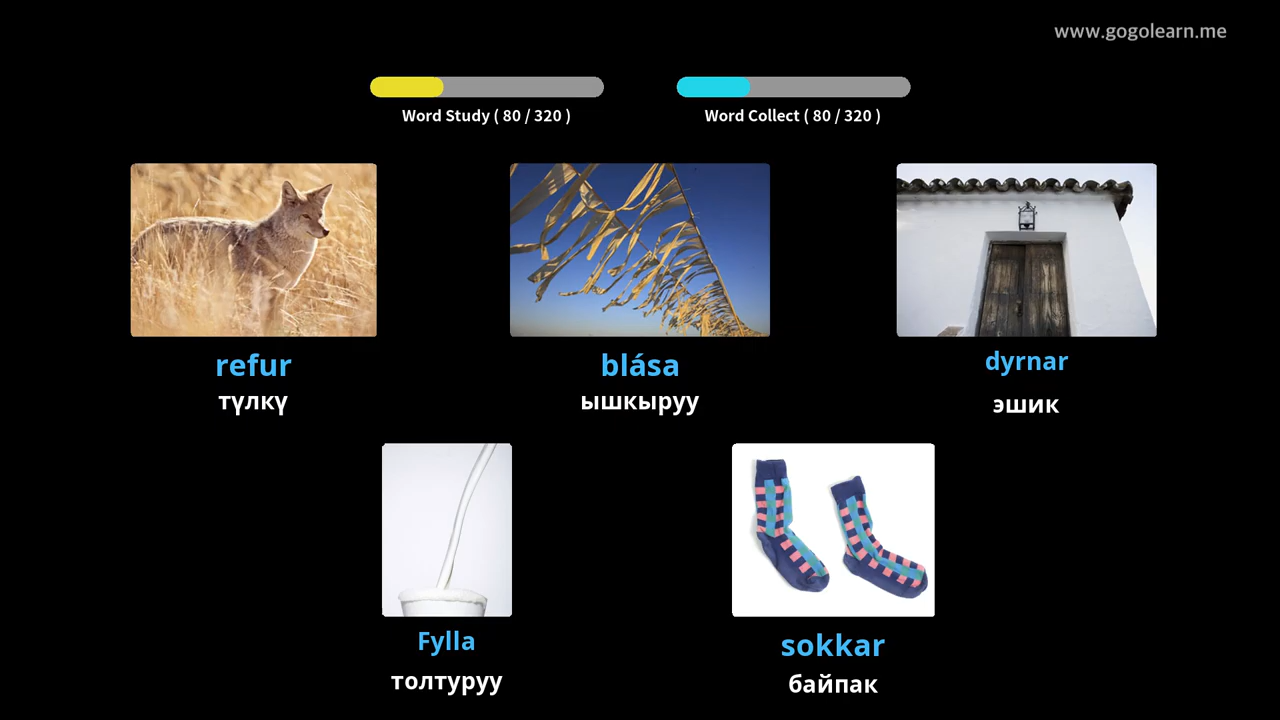 www.gogolearn.me
Word Study ( 80 / 320 )
Word Collect ( 80 / 320 )
refur
түлкү
blása
ышкыруу
dyrnar
эшик
Fylla
толтуруу
sokkar
байпак